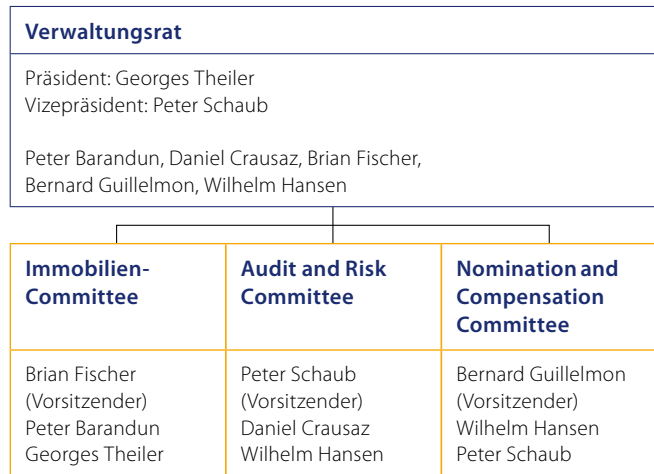 Verwaltungsrat
Präsident: Georges Theiler
Vizepräsident: Peter Schaub
Peter Barandun, Daniel Crausaz, Brian Fischer,
Bernard Guillelmon, Wilhelm Hansen
Immobilien-
Committee
Brian Fischer
(Vorsitzender)
Peter Barandun
Georges Theiler
Audit and Risk
Committee
Peter Schaub
(Vorsitzender)
Daniel Crausaz
Wilhelm Hansen
Nomination and
Compensation
Committee
Bernard Guillelmon
(Vorsitzender)
Wilhelm Hansen
Peter Schaub